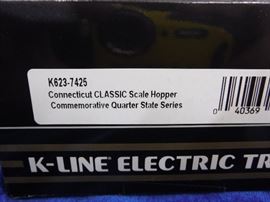 K623-7425
Connecticut CLASSIC Scale Hopper
Commemorative Quarter State Series
0 40369
K-LINE ELECTRIC TR